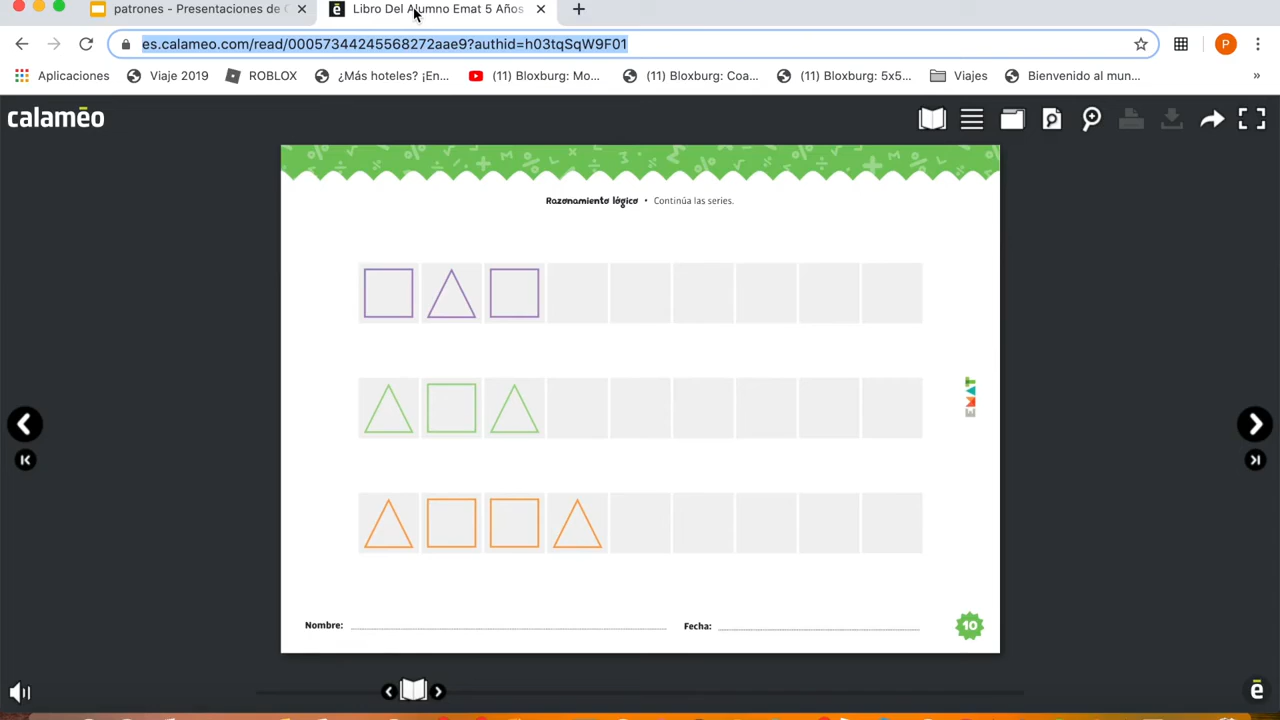 patrones - Presentaciones de
Libro Del Alumno Emat 5 Años
es.calameo.com/read/00057344245568272aae9?authid=h03tqSqW9F01
P
Aplicaciones
Viaje 2019
ROBLOX
¿Más hoteles? ¡En...
(11) Bloxburg: Mo...
(11) Bloxburg: Coa...
(11) Bloxburg: 5x5...
Viajes
Bienvenido al mun...
»
calamēo
Razonamiento lógico • Continúa las series.
EMAT
Nombre:
Fecha:
10
ē